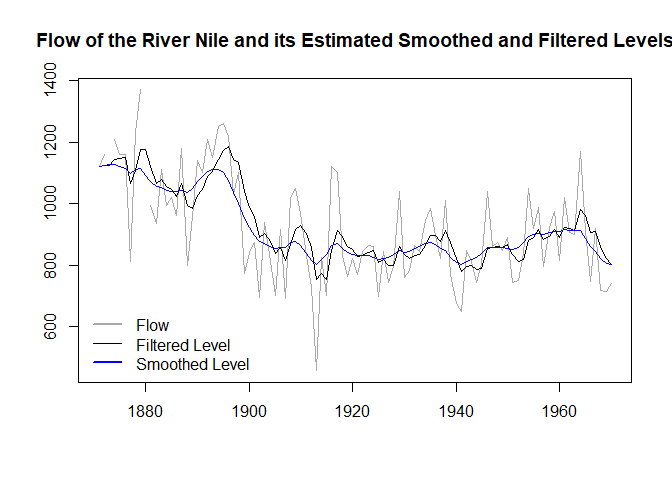 Flow of the River Nile and its Estimated Smoothed and Filtered Levels
1400
1200
1000
800
600
Flow
Filtered Level
Smoothed Level
1880 1900 1920 1940 1960